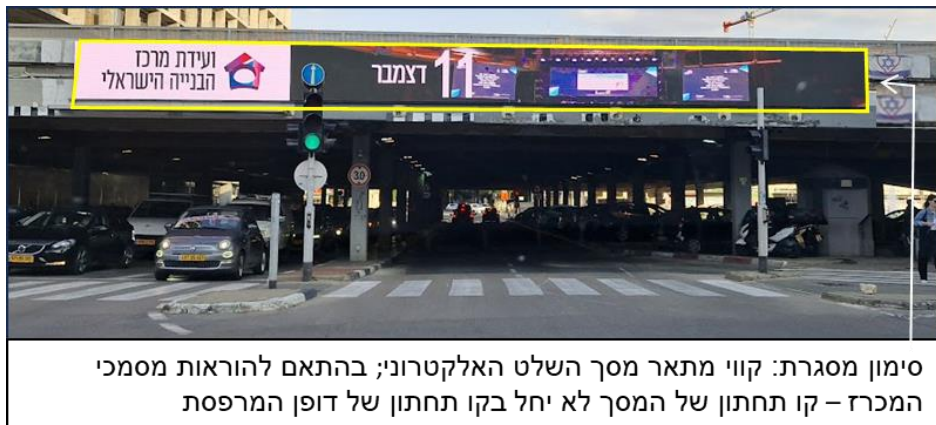 ועידת מרכז
הבנייה הישראלי
11 דצמבר
30
סימון מסגרת: קווי מתאר מסך השלט האלקטרוני; בהתאם להוראות מסמכי
המכרז – קו תחתון של המסך לא יחל בקו תחתון של דופן המרפסת